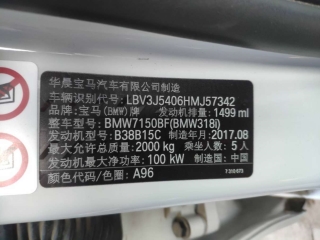 华晨宝马汽车有限公司制造
车辆识别代号: LBV3J5406HMJ57342
品牌: 宝马(BMW)牌 发动机排量: 1499 ml
整车型号: BMW7150BF(BMW318i)
发动机型号: B38B15C 制造年月: 2017.08
最大允许总质量: 2000 kg 乘坐人数: 5 人
发动机最大净功率: 100 kW 制造国: 中国
颜色代码/色圈: A96